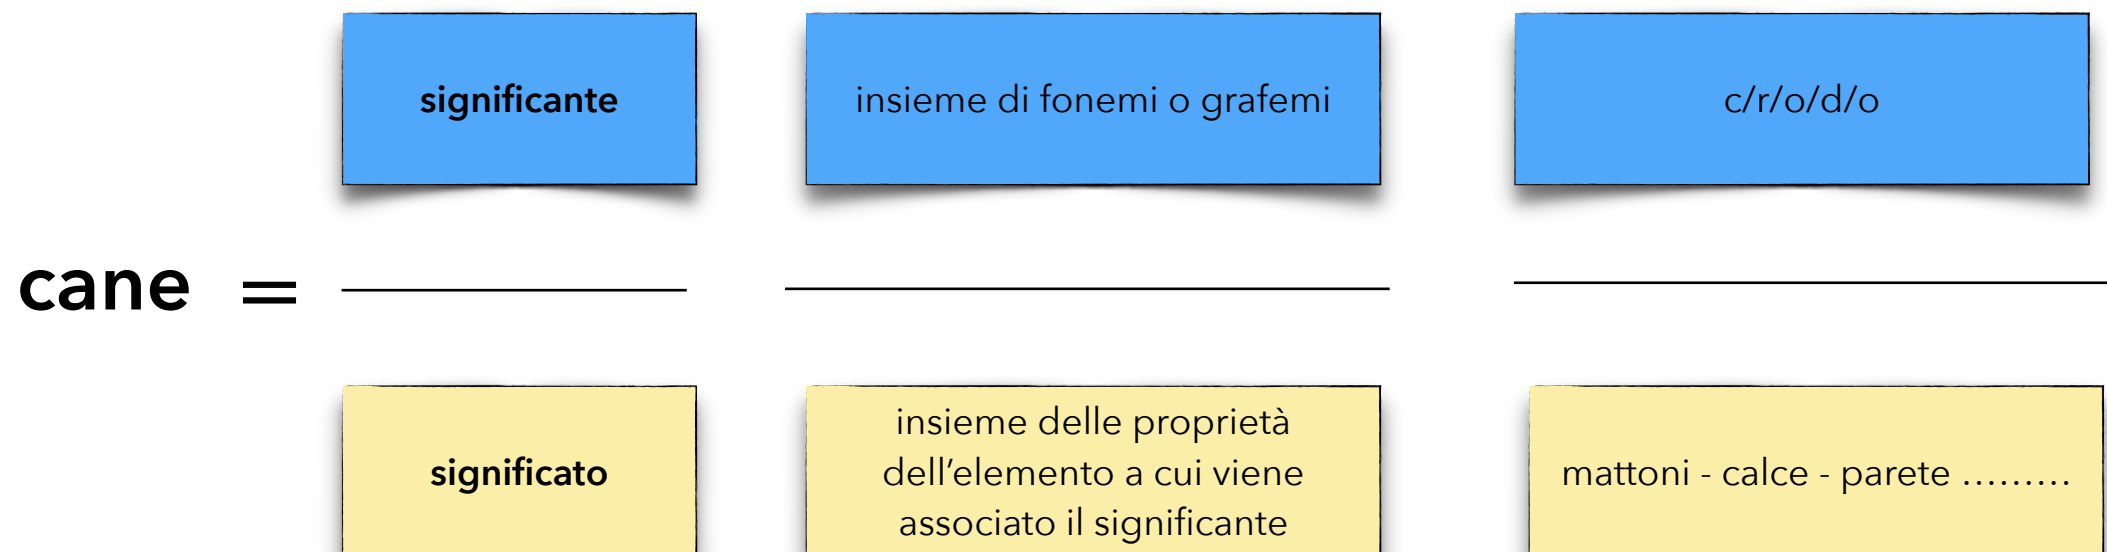 significante
insieme di fonemi o grafemi
c/r/o/d/o
cane =
significato
insieme delle proprietà
dell’elemento a cui viene
associato il significante
mattoni - calce - parete ………